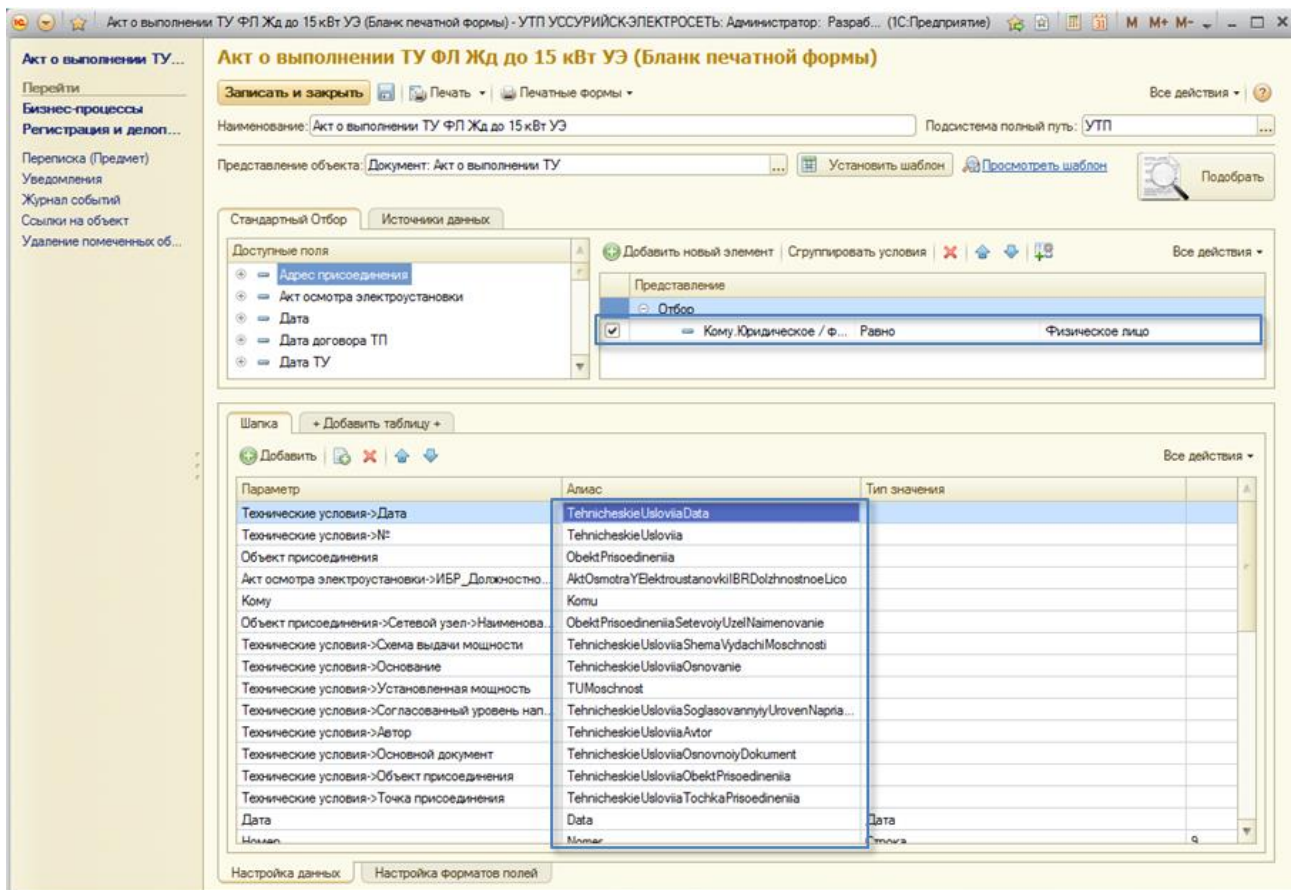 Акт о выполнении ТУ ФЛ Жд до 15 кВт УЭ (Бланк печатной формы) - УТП УССУРИЙСК-ЭЛЕКТРОСЕТЬ: Администратор: Разраб... (1С:Предприятие) M M+ M-
Акт о выполнении ТУ...
Перейти
Бизнес-процессы
Регистрация и делоп...
Переписка (Предмет)
Уведомления
Журнал событий
Ссылки на объект
Удаление помеченных об...
Акт о выполнении ТУ ФЛ Жд до 15 кВт УЭ (Бланк печатной формы)
Записать и закрыть Печать Печатные формы Все действия
Наименование: Акт о выполнении ТУ ФЛ Жд до 15 кВт УЭ Подсистема полный путь: УТП ...
Представление объекта: Документ: Акт о выполнении ТУ ... Установить шаблон Просмотреть шаблон Подобрать
Стандартный Отбор Источники данных
Доступные поля
Адрес присоединения
Акт осмотра электроустановки
Дата
Дата договора ТП
Дата ТУ
Добавить новый элемент Сгруппировать условия Все действия
Представление
Отбор
Кому.Юридическое / ф... Равно Физическое лицо
Шапка + Добавить таблицу +
Добавить Все действия
Параметр Алиас Тип значения
Технические условия->Дата TehnicheskieUsloviiaData
Технические условия->№ TehnicheskieUsloviia
Объект присоединения ObektPrisoedineniia
Акт осмотра электроустановки->ИБР_Должностно... AktOsmotraYElektroustanovkiIBRDolzhnostnoeLico
Кому Komu
Объект присоединения->Сетевой узел->Наименова... ObektPrisoedineniiaSetevoiyUzelNaimenovanie
Технические условия->Схема выдачи мощности TehnicheskieUsloviiaShemaVydachiMoschnosti
Технические условия->Основание TehnicheskieUsloviiaOsnovanie
Технические условия->Установленная мощность TUMoschnost
Технические условия->Согласованный уровень нап... TehnicheskieUsloviiaSoglasovannyiyUrovenNapria...
Технические условия->Автор TehnicheskieUsloviiaAvtor
Технические условия->Основной документ TehnicheskieUsloviiaOsnovnoiyDokument
Технические условия->Объект присоединения TehnicheskieUsloviiaObektPrisoedineniia
Технические условия->Точка присоединения TehnicheskieUsloviiaTochkaPrisoedineniia
Дата Data Дата
Номер Nomer Строка 9
Настройка данных Настройка форматов полей